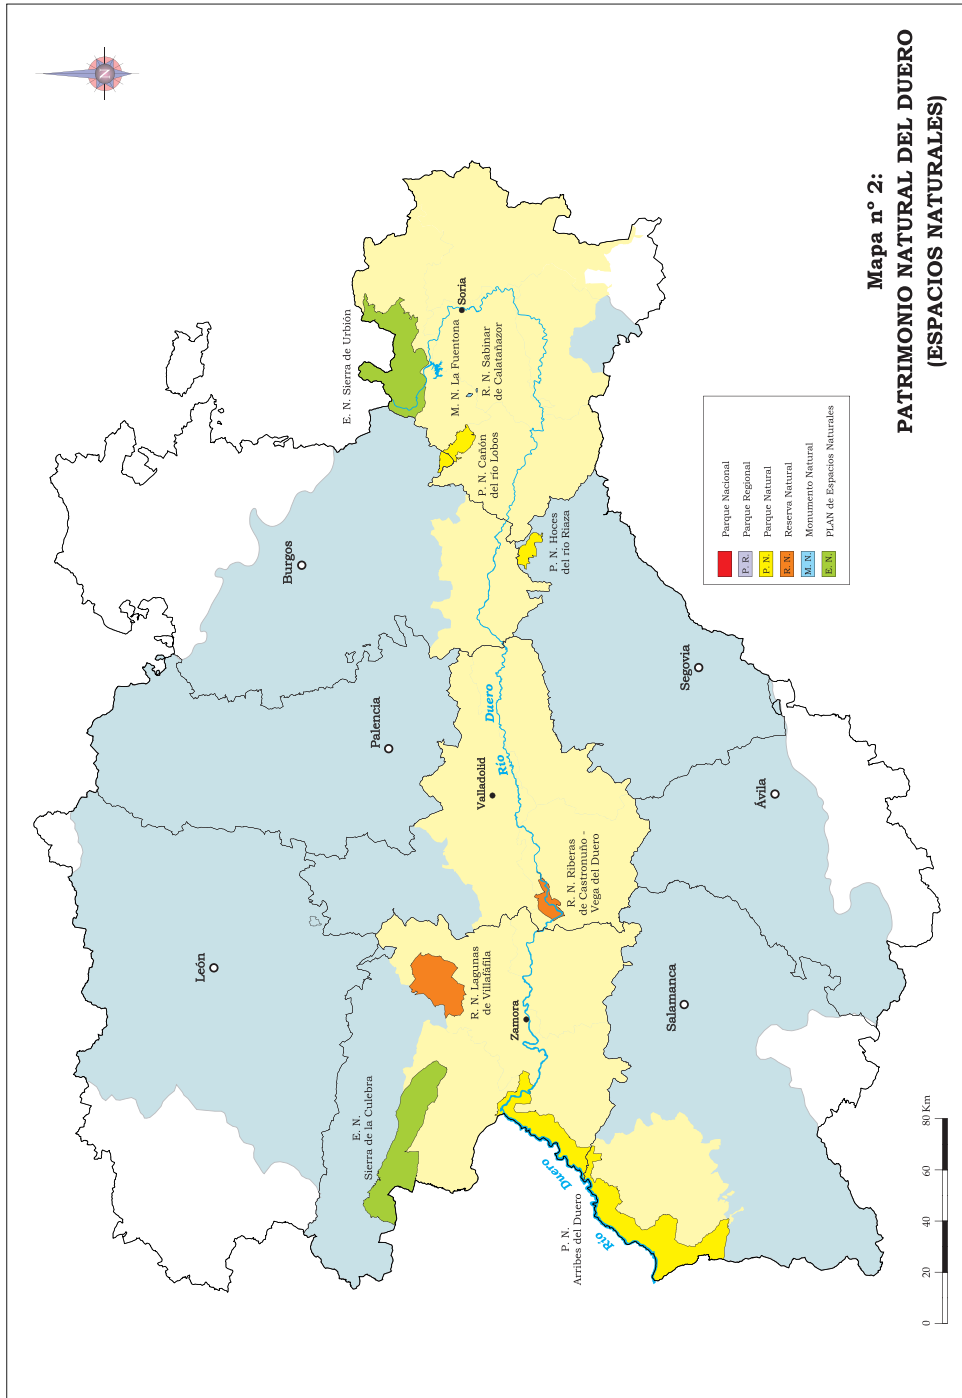 N
Mapa nº 2:
PATRIMONIO NATURAL DEL DUERO
(ESPACIOS NATURALES)
León
Burgos
Palencia
E. N. Sierra de Urbión
Soria
M. N. La Fuentona
R. N. Sabinar
de Calatañazor
P. N. Cañón
del río Lobos
P. N. Hoces
del río Riaza
E. N.
Sierra de la Culebra
R. N. Lagunas
de Villafáfila
Zamora
Valladolid
Río Duero
R. N. Riberas
de Castronuño -
Vega del Duero
P. N.
Arribes del Duero
Río Duero
Salamanca
Ávila
Segovia
Parque Nacional
P. R. Parque Regional
P. N. Parque Natural
R. N. Reserva Natural
M. N. Monumento Natural
E. N. PLAN de Espacios Naturales
0 20 40 60 80 Km